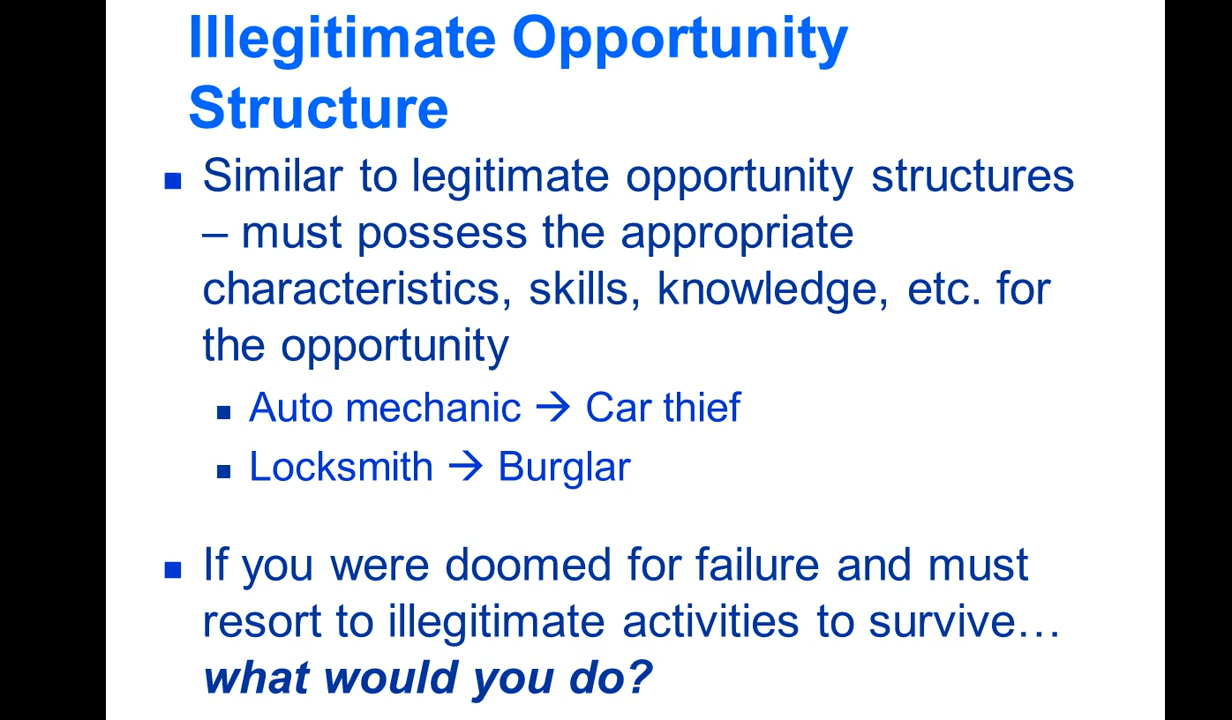 Illegitimate Opportunity
Structure
■ Similar to legitimate opportunity structures
– must possess the appropriate
characteristics, skills, knowledge, etc. for
the opportunity
■ Auto mechanic → Car thief
■ Locksmith → Burglar
■ If you were doomed for failure and must
resort to illegitimate activities to survive…
what would you do?